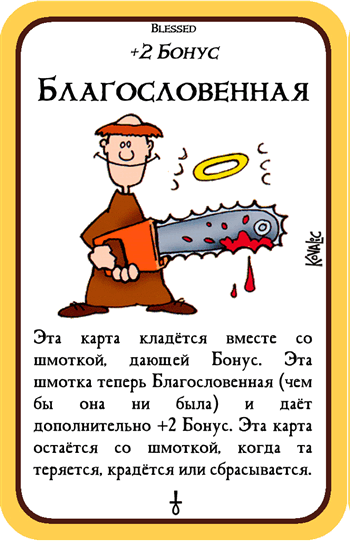 Blessed
+2 Бонус
Благословенная
Kovalic
Эта карта кладётся вместе со
шмоткой, дающей Бонус. Эта
шмотка теперь Благословенная (чем
бы она ни была) и даёт
дополнительно +2 Бонус. Эта карта
остаётся со шмоткой, когда та
теряется, крадётся или сбрасывается.